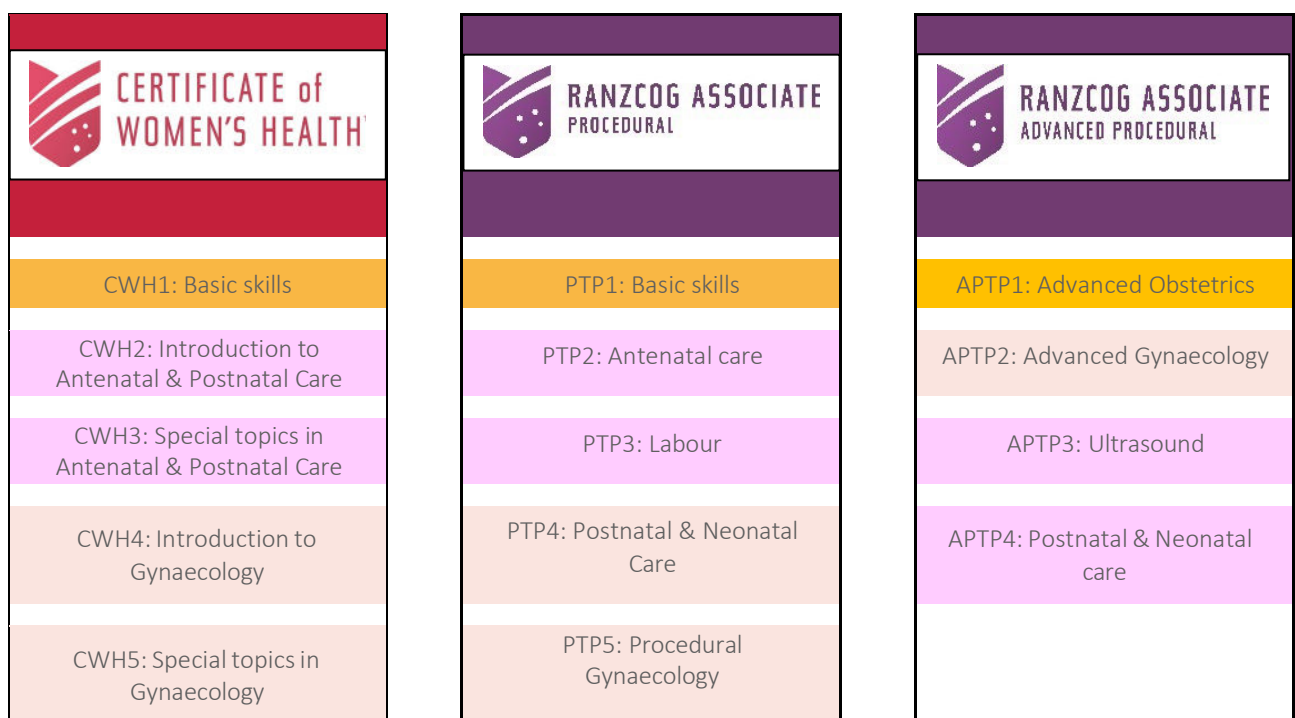 CERTIFICATE of
WOMEN'S HEALTH
CWH1: Basic skills
CWH2: Introduction to
Antenatal & Postnatal Care
CWH3: Special topics in
Antenatal & Postnatal Care
CWH4: Introduction to
Gynaecology
CWH5: Special topics in
Gynaecology
RANZCOG ASSOCIATE
PROCEDURAL
PTP1: Basic skills
PTP2: Antenatal care
PTP3: Labour
PTP4: Postnatal & Neonatal
Care
PTP5: Procedural
Gynaecology
RANZCOG ASSOCIATE
ADVANCED PROCEDURAL
APTP1: Advanced Obstetrics
APTP2: Advanced Gynaecology
APTP3: Ultrasound
APTP4: Postnatal & Neonatal
care